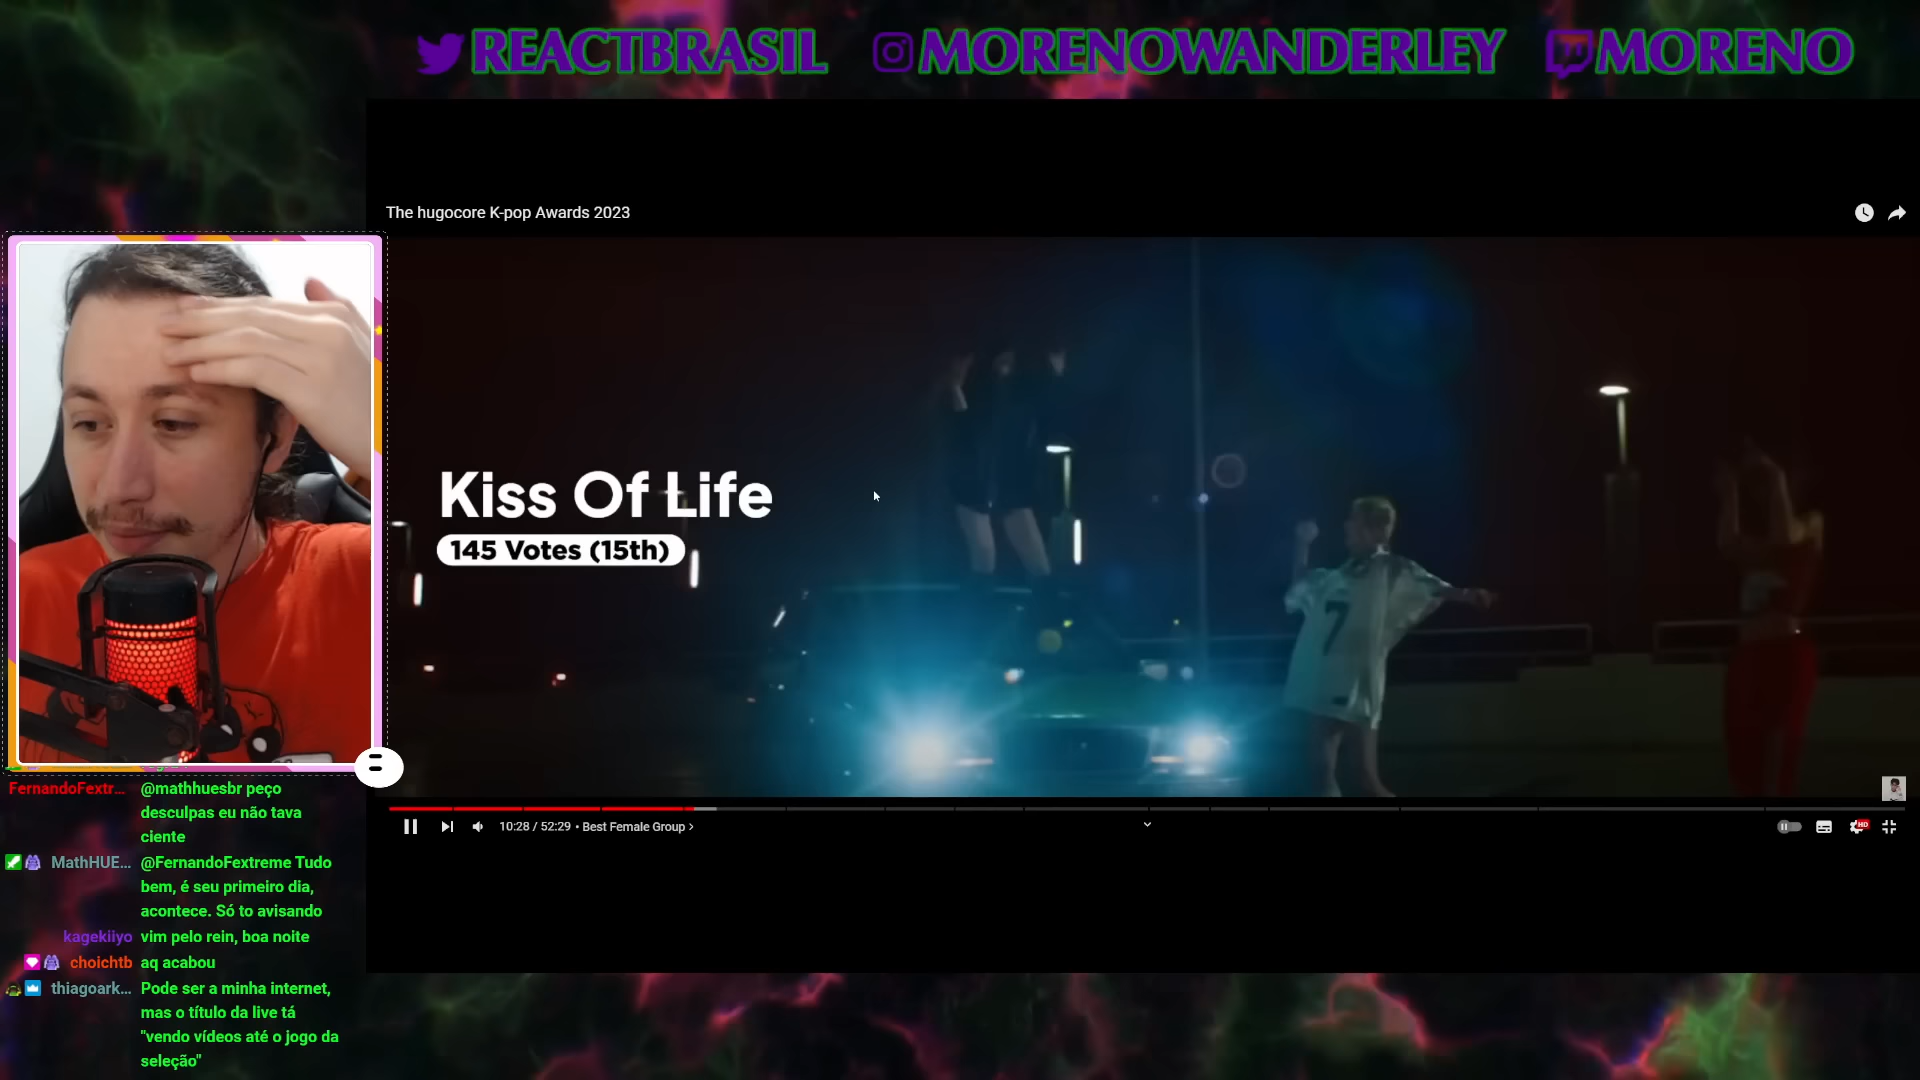 REACTBRASIL MORENOWANDERLEY MORENO
The hugocore K-pop Awards 2023
Kiss Of Life
145 Votes (15th)
7
10:28 / 52:29 • Best Female Group
HD
FernandoFextr... @mathhuesbr peço
desculpas eu não tava
ciente
MathHUE... @FernandoFextreme Tudo
bem, é seu primeiro dia,
acontece. Só to avisando
kagekiiyo vim pelo rein, boa noite
choichtb aq acabou
thiagoark... Pode ser a minha internet,
mas o título da live tá
"vendo vídeos até o jogo da
seleção"